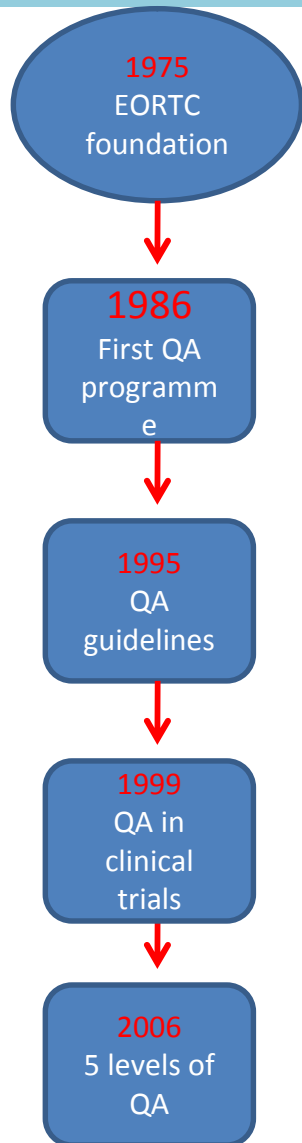 1975
EORTC
foundation
1986
First QA
programm
e
1995
QA
guidelines
1999
QA in
clinical
trials
2006
5 levels of
QA